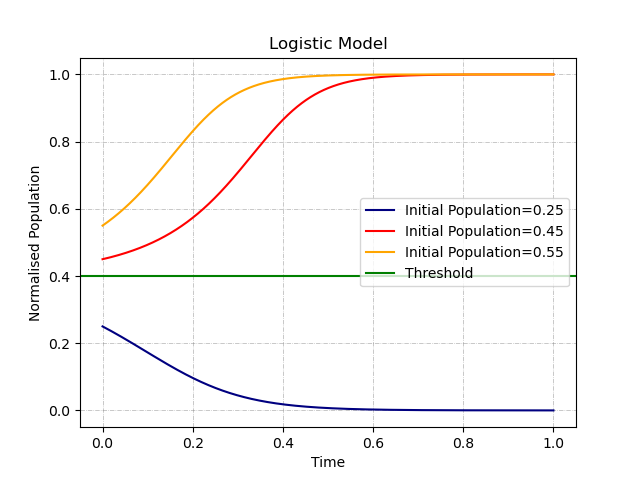 Logistic Model
Normalised Population
1.0
0.8
0.6
0.4
0.2
0.0
Initial Population=0.25
Initial Population=0.45
Initial Population=0.55
Threshold
0.0 0.2 0.4 0.6 0.8 1.0
Time